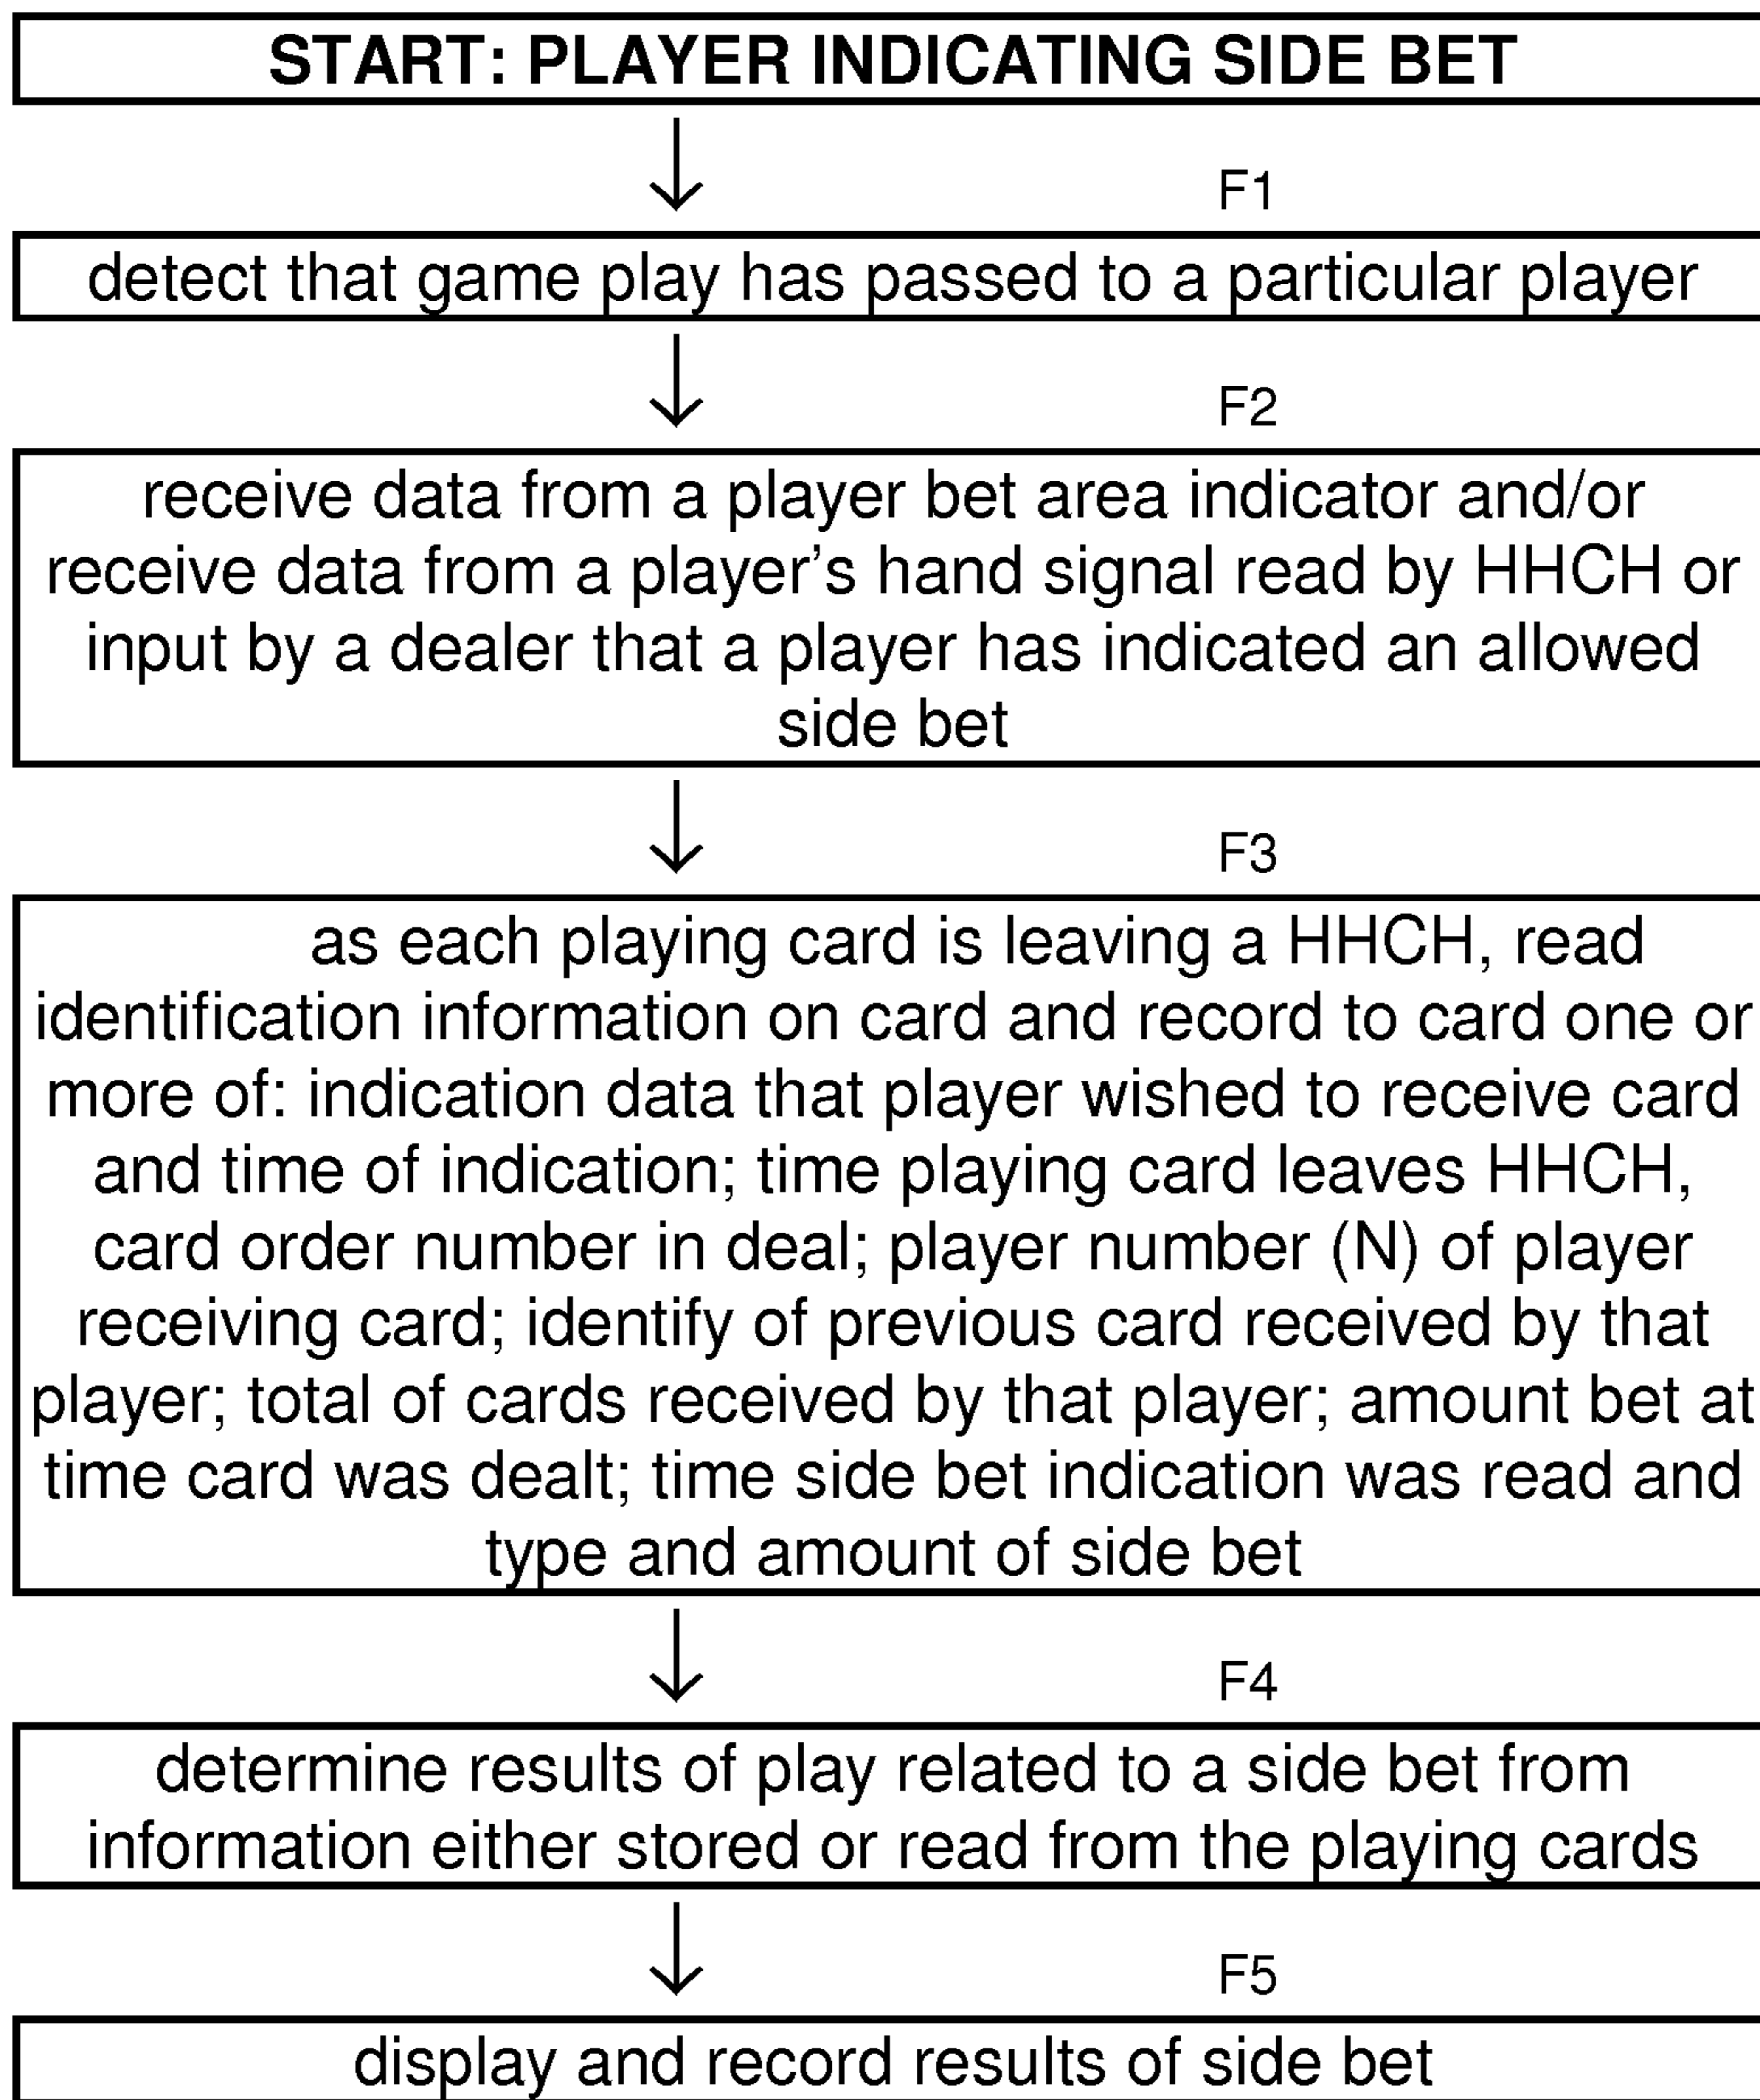 START: PLAYER INDICATING SIDE BET
F1
detect that game play has passed to a particular player
F2
receive data from a player bet area indicator and/or
receive data from a player's hand signal read by HHCH or
input by a dealer that a player has indicated an allowed
side bet
F3
as each playing card is leaving a HHCH, read
identification information on card and record to card one or
more of: indication data that player wished to receive card
and time of indication; time playing card leaves HHCH,
card order number in deal; player number (N) of player
receiving card; identify of previous card received by that
player; total of cards received by that player; amount bet at
time card was dealt; time side bet indication was read and
type and amount of side bet
F4
determine results of play related to a side bet from
information either stored or read from the playing cards
F5
display and record results of side bet